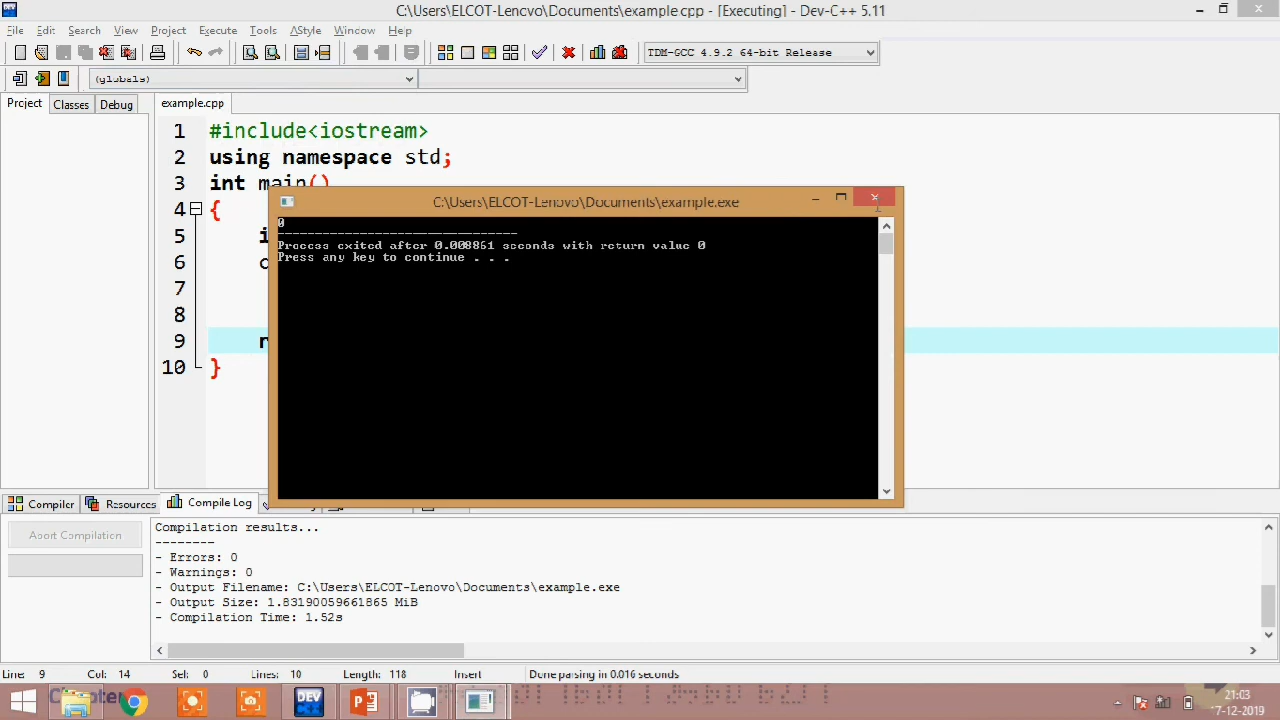 C:\Users\ELCOT-Lenovo\Documents\example.cpp - [Executing] - Dev-C++ 5.11
File Edit Search View Project Execute Tools AStyle Window Help
TDM-GCC 4.9.2 64-bit Release
(globals)
Project Classes Debug example.cpp
1 #include<iostream>
2 using namespace std;
3 int main()
4 {
5 i
6 c
7
8
9
10 }
C:\Users\ELCOT-Lenovo\Documents\example.exe
0
--------------------------------
Process exited after 0.008861 seconds with return value 0
Press any key to continue . . .
Compiler Resources Compile Log
Abort Compilation
Compilation results...
--------
- Errors: 0
- Warnings: 0
- Output Filename: C:\Users\ELCOT-Lenovo\Documents\example.exe
- Output Size: 1.83190059661865 MiB
- Compilation Time: 1.52s
Line: 9 Col: 14 Sel: 0 Lines: 10 Length: 118 Insert Done parsing in 0.016 seconds
Chapter
DEV
21:03
17-12-2019